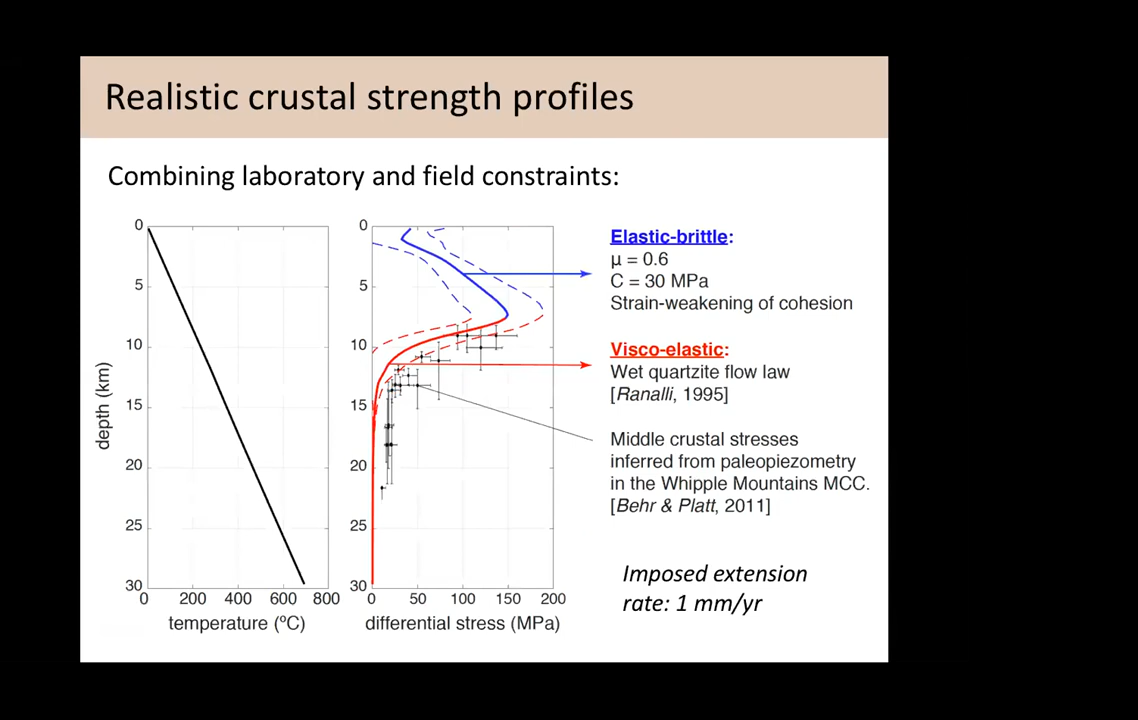 Realistic crustal strength profiles
Combining laboratory and field constraints:
0
5
10
15
20
25
30
depth (km)
0 200 400 600 800
temperature (ºC)
0
5
10
15
20
25
30
0 50 100 150 200
differential stress (MPa)
Elastic-brittle:
μ = 0.6
C = 30 MPa
Strain-weakening of cohesion
Visco-elastic:
Wet quartzite flow law
[Ranalli, 1995]
Middle crustal stresses
inferred from paleopiezometry
in the Whipple Mountains MCC.
[Behr & Platt, 2011]
Imposed extension
rate: 1 mm/yr